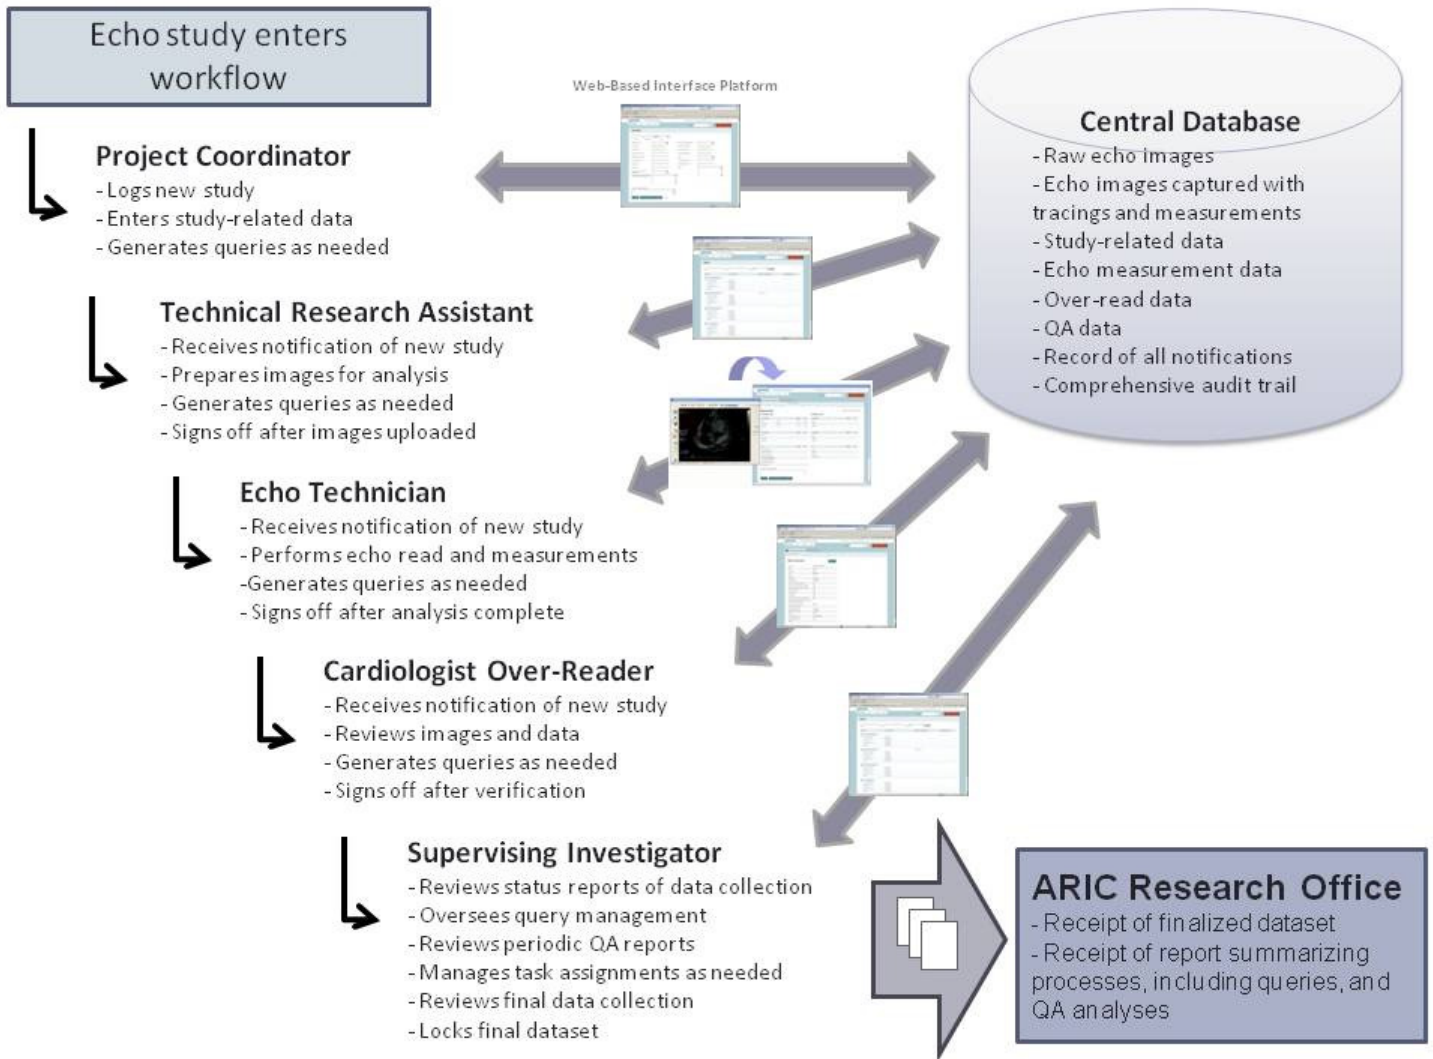 Echo study enters
workflow
Web-Based Interface Platform
Project Coordinator
- Logs new study
- Enters study-related data
- Generates queries as needed
Technical Research Assistant
- Receives notification of new study
- Prepares images for analysis
- Generates queries as needed
- Signs off after images uploaded
Echo Technician
- Receives notification of new study
- Performs echo read and measurements
-Generates queries as needed
- Signs off after analysis complete
Cardiologist Over-Reader
- Receives notification of new study
- Reviews images and data
- Generates queries as needed
- Signs off after verification
Supervising Investigator
- Reviews status reports of data collection
- Oversees query management
- Reviews periodic QA reports
- Manages task assignments as needed
- Reviews final data collection
- Locks final dataset
Central Database
- Raw echo images
- Echo images captured with
tracings and measurements
- Study-related data
- Echo measurement data
- Over-read data
- QA data
- Record of all notifications
- Comprehensive audit trail
ARIC Research Office
- Receipt of finalized dataset
- Receipt of report summarizing
processes, including queries, and
QA analyses